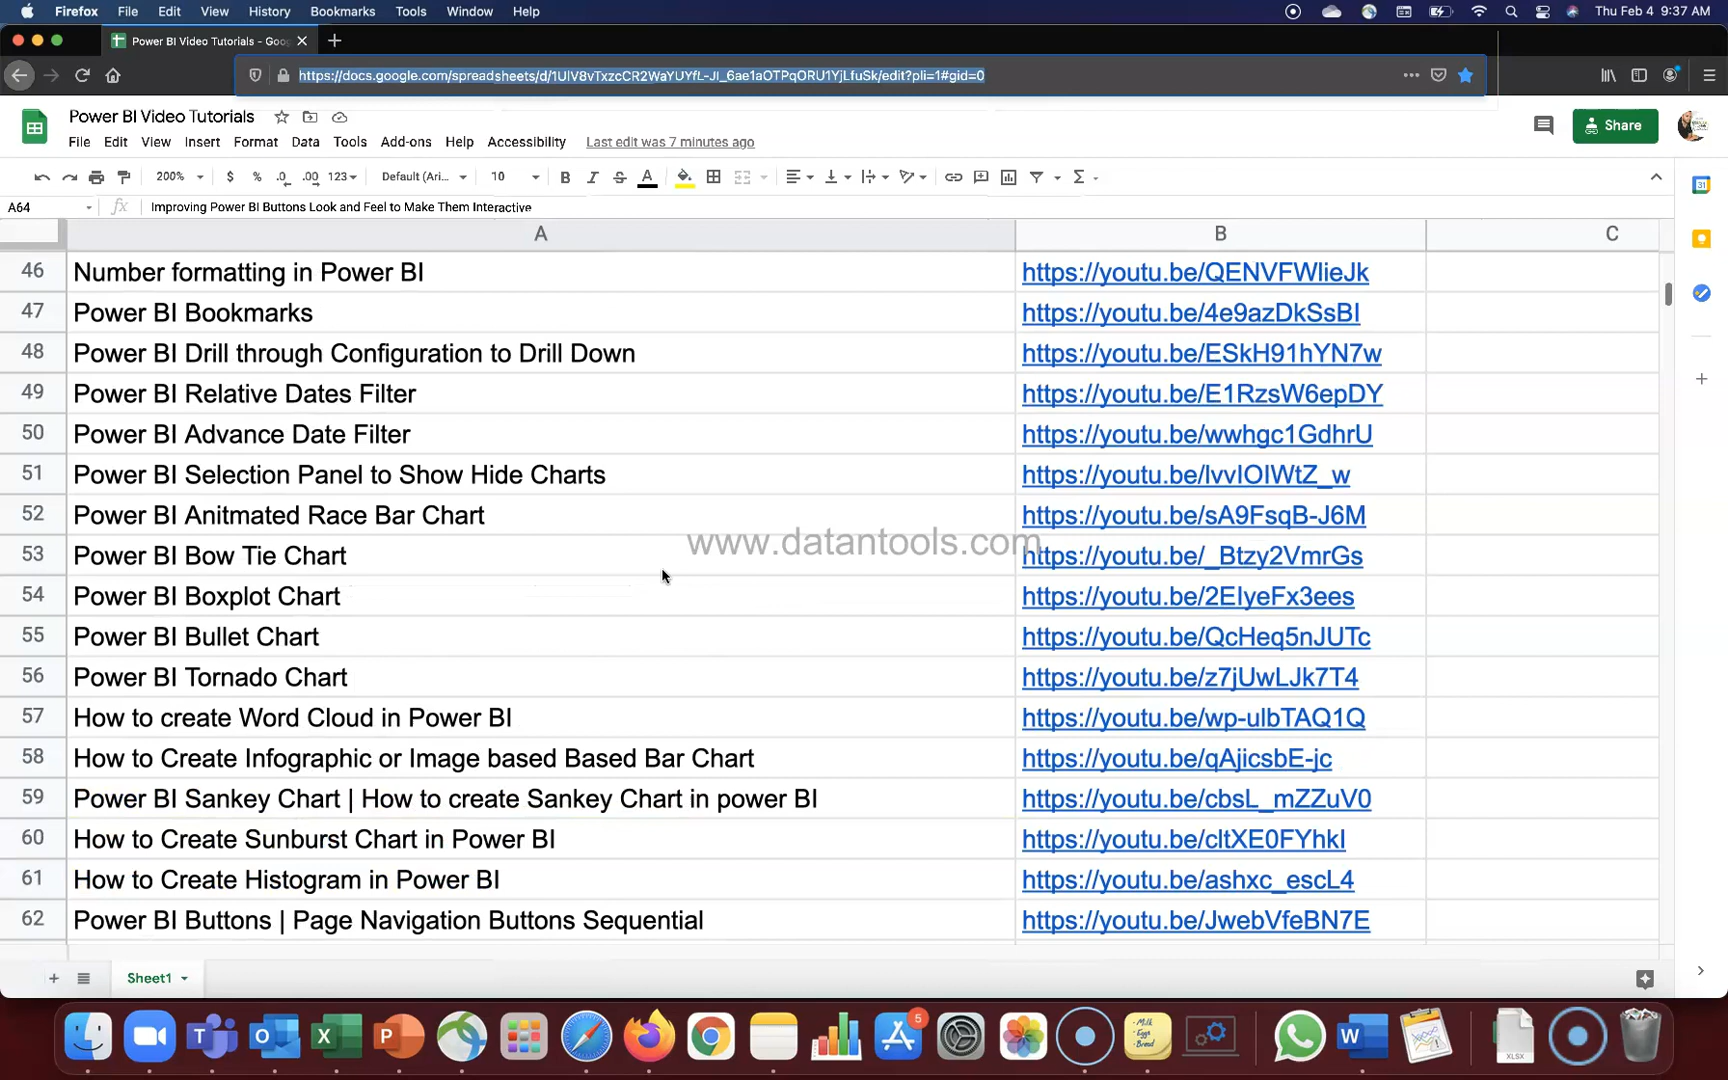 Firefox File Edit View History Bookmarks Tools Window Help Thu Feb 4 9:37 AM
Power BI Video Tutorials - Goog
https://docs.google.com/spreadsheets/d/1UlV8vTxzcCR2WaYUYfL-JI_6ae1aOTPqORU1YjLfuSk/edit?pli=1#gid=0
Power BI Video Tutorials
Share
File Edit View Insert Format Data Tools Add-ons Help Accessibility Last edit was 7 minutes ago
200% $ % .0 .00 123 Default (Ari... 10 B I S A
31
A64 fx Improving Power BI Buttons Look and Feel to Make Them Interactive
A B C
46 Number formatting in Power BI https://youtu.be/QENVFWlieJk
47 Power BI Bookmarks https://youtu.be/4e9azDkSsBI
48 Power BI Drill through Configuration to Drill Down https://youtu.be/ESkH91hYN7w
49 Power BI Relative Dates Filter https://youtu.be/E1RzsW6epDY
50 Power BI Advance Date Filter https://youtu.be/wwhgc1GdhrU
51 Power BI Selection Panel to Show Hide Charts https://youtu.be/lvvIOIWtZ_w
52 Power BI Anitmated Race Bar Chart https://youtu.be/sA9FsqB-J6M
www.datantools.com
53 Power BI Bow Tie Chart https://youtu.be/_Btzy2VmrGs
54 Power BI Boxplot Chart https://youtu.be/2EIyeFx3ees
55 Power BI Bullet Chart https://youtu.be/QcHeq5nJUTc
56 Power BI Tornado Chart https://youtu.be/z7jUwLJk7T4
57 How to create Word Cloud in Power BI https://youtu.be/wp-ulbTAQ1Q
58 How to Create Infographic or Image based Based Bar Chart https://youtu.be/qAjicsbE-jc
59 Power BI Sankey Chart | How to create Sankey Chart in power BI https://youtu.be/cbsL_mZZuV0
60 How to Create Sunburst Chart in Power BI https://youtu.be/cltXE0FYhkI
61 How to Create Histogram in Power BI https://youtu.be/ashxc_escL4
62 Power BI Buttons | Page Navigation Buttons Sequential https://youtu.be/JwebVfeBN7E
Sheet1
5
Milk
Eggs
Bread
XLSX